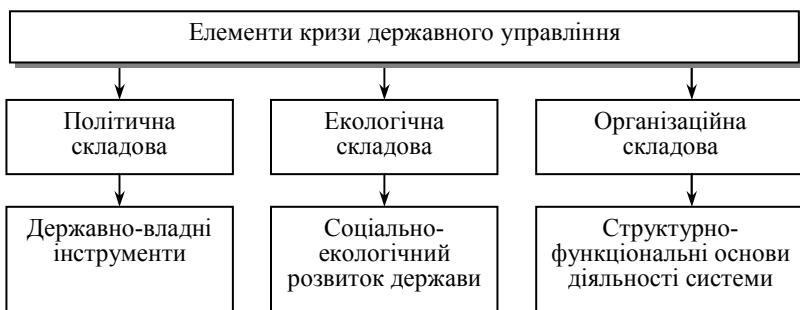 Елементи кризи державного управління
Політична
складова
Екологічна
складова
Організаційна
складова
Державно-владні
інструменти
Соціально-
екологічний
розвиток держави
Структурно-
функціональні основи
діяльності системи